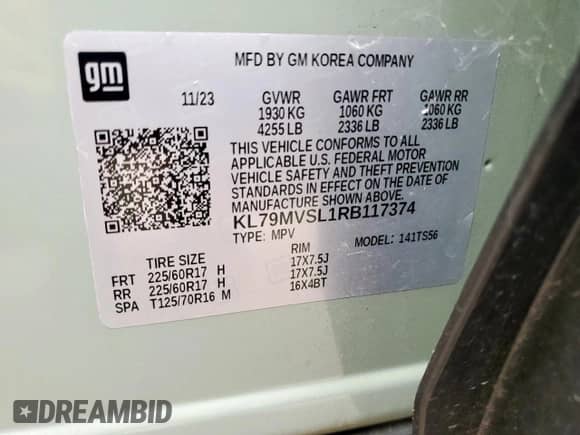 gm
MFD BY GM KOREA COMPANY
11/23 GVWR GAWR FRT GAWR RR
1930 KG 1060 KG 1060 KG
4255 LB 2336 LB 2336 LB
THIS VEHICLE CONFORMS TO ALL
APPLICABLE U.S. FEDERAL MOTOR
VEHICLE SAFETY AND THEFT PREVENTION
STANDARDS IN EFFECT ON THE DATE OF
MANUFACTURE SHOWN ABOVE.
KL79MVSL1RB117374
TYPE: MPV MODEL: 141TS56
TIRE SIZE RIM
FRT 225/60R17 H 17X7.5J
RR 225/60R17 H 17X7.5J
SPA T125/70R16 M 16X4BT
DREAMBID